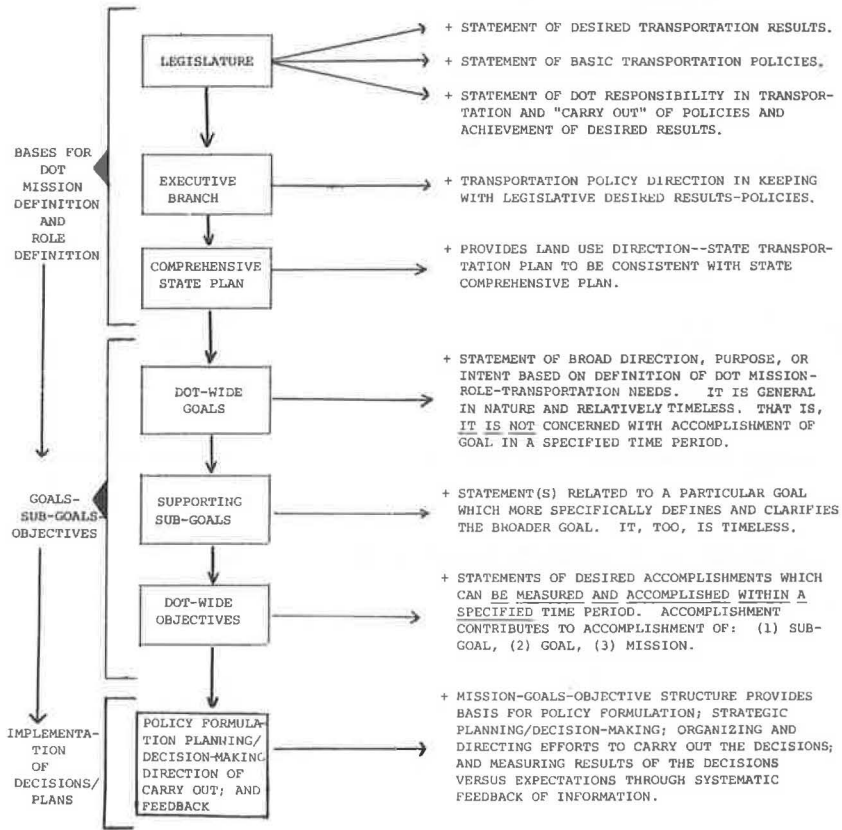 LEGISLATURE
+ STATEMENT OF DESIRED TRANSPORTATION RESULTS.
+ STATEMENT OF BASIC TRANSPORTATION POLICIES.
+ STATEMENT OF DOT RESPONSIBILITY IN TRANSPOR-
TATION AND "CARRY OUT" OF POLICIES AND
ACHIEVEMENT OF DESIRED RESULTS.
BASES FOR
DOT
MISSION
DEFINITION
AND
ROLE
DEFINITION
EXECUTIVE
BRANCH
+ TRANSPORTATION POLICY DIRECTION IN KEEPING
WITH LEGISLATIVE DESIRED RESULTS-POLICIES.
COMPREHENSIVE
STATE PLAN
+ PROVIDES LAND USE DIRECTION--STATE TRANSPOR-
TATION PLAN TO BE CONSISTENT WITH STATE
COMPREHENSIVE PLAN.
DOT-WIDE
GOALS
+ STATEMENT OF BROAD DIRECTION, PURPOSE, OR
INTENT BASED ON DEFINITION OF DOT MISSION-
ROLE-TRANSPORTATION NEEDS. IT IS GENERAL
IN NATURE AND RELATIVELY TIMELESS. THAT IS,
IT IS NOT CONCERNED WITH ACCOMPLISHMENT OF
GOAL IN A SPECIFIED TIME PERIOD.
GOALS-
SUB-GOALS-
OBJECTIVES
SUPPORTING
SUB-GOALS
+ STATEMENT(S) RELATED TO A PARTICULAR GOAL
WHICH MORE SPECIFICALLY DEFINES AND CLARIFIES
THE BROADER GOAL. IT, TOO, IS TIMELESS.
DOT-WIDE
OBJECTIVES
+ STATEMENTS OF DESIRED ACCOMPLISHMENTS WHICH
CAN BE MEASURED AND ACCOMPLISHED WITHIN A
SPECIFIED TIME PERIOD. ACCOMPLISHMENT
CONTRIBUTES TO ACCOMPLISHMENT OF: (1) SUB-
GOAL, (2) GOAL, (3) MISSION.
IMPLEMENTA-
TION
OF
DECISIONS/
PLANS
POLICY FORMULA-
TION PLANNING/
DECISION-MAKING
DIRECTION OF
CARRY OUT; AND
FEEDBACK
+ MISSION-GOALS-OBJECTIVE STRUCTURE PROVIDES
BASIS FOR POLICY FORMULATION; STRATEGIC
PLANNING/DECISION-MAKING; ORGANIZING AND
DIRECTING EFFORTS TO CARRY OUT THE DECISIONS;
AND MEASURING RESULTS OF THE DECISIONS
VERSUS EXPECTATIONS THROUGH SYSTEMATIC
FEEDBACK OF INFORMATION.